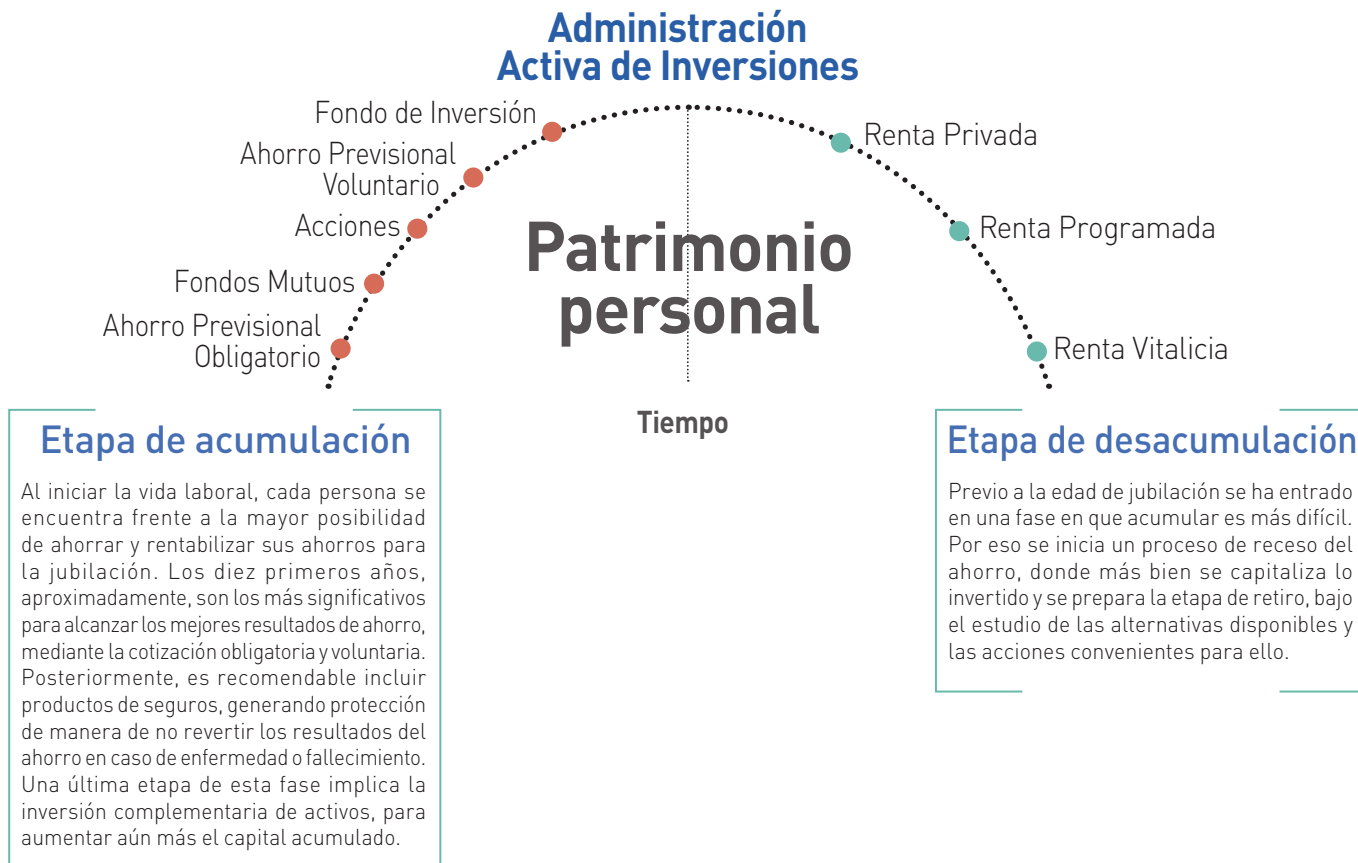 Administración
Activa de Inversiones
Fondo de Inversión
Ahorro Previsional
Voluntario
Acciones
Fondos Mutuos
Ahorro Previsional
Obligatorio
Renta Privada
Renta Programada
Renta Vitalicia
Patrimonio
personal
Tiempo
Etapa de acumulación
Al iniciar la vida laboral, cada persona se
encuentra frente a la mayor posibilidad
de ahorrar y rentabilizar sus ahorros para
la jubilación. Los diez primeros años,
aproximadamente, son los más significativos
para alcanzar los mejores resultados de ahorro,
mediante la cotización obligatoria y voluntaria.
Posteriormente, es recomendable incluir
productos de seguros, generando protección
de manera de no revertir los resultados del
ahorro en caso de enfermedad o fallecimiento.
Una última etapa de esta fase implica la
inversión complementaria de activos, para
aumentar aún más el capital acumulado.
Etapa de desacumulación
Previo a la edad de jubilación se ha entrado
en una fase en que acumular es más difícil.
Por eso se inicia un proceso de receso del
ahorro, donde más bien se capitaliza lo
invertido y se prepara la etapa de retiro, bajo
el estudio de las alternativas disponibles y
las acciones convenientes para ello.